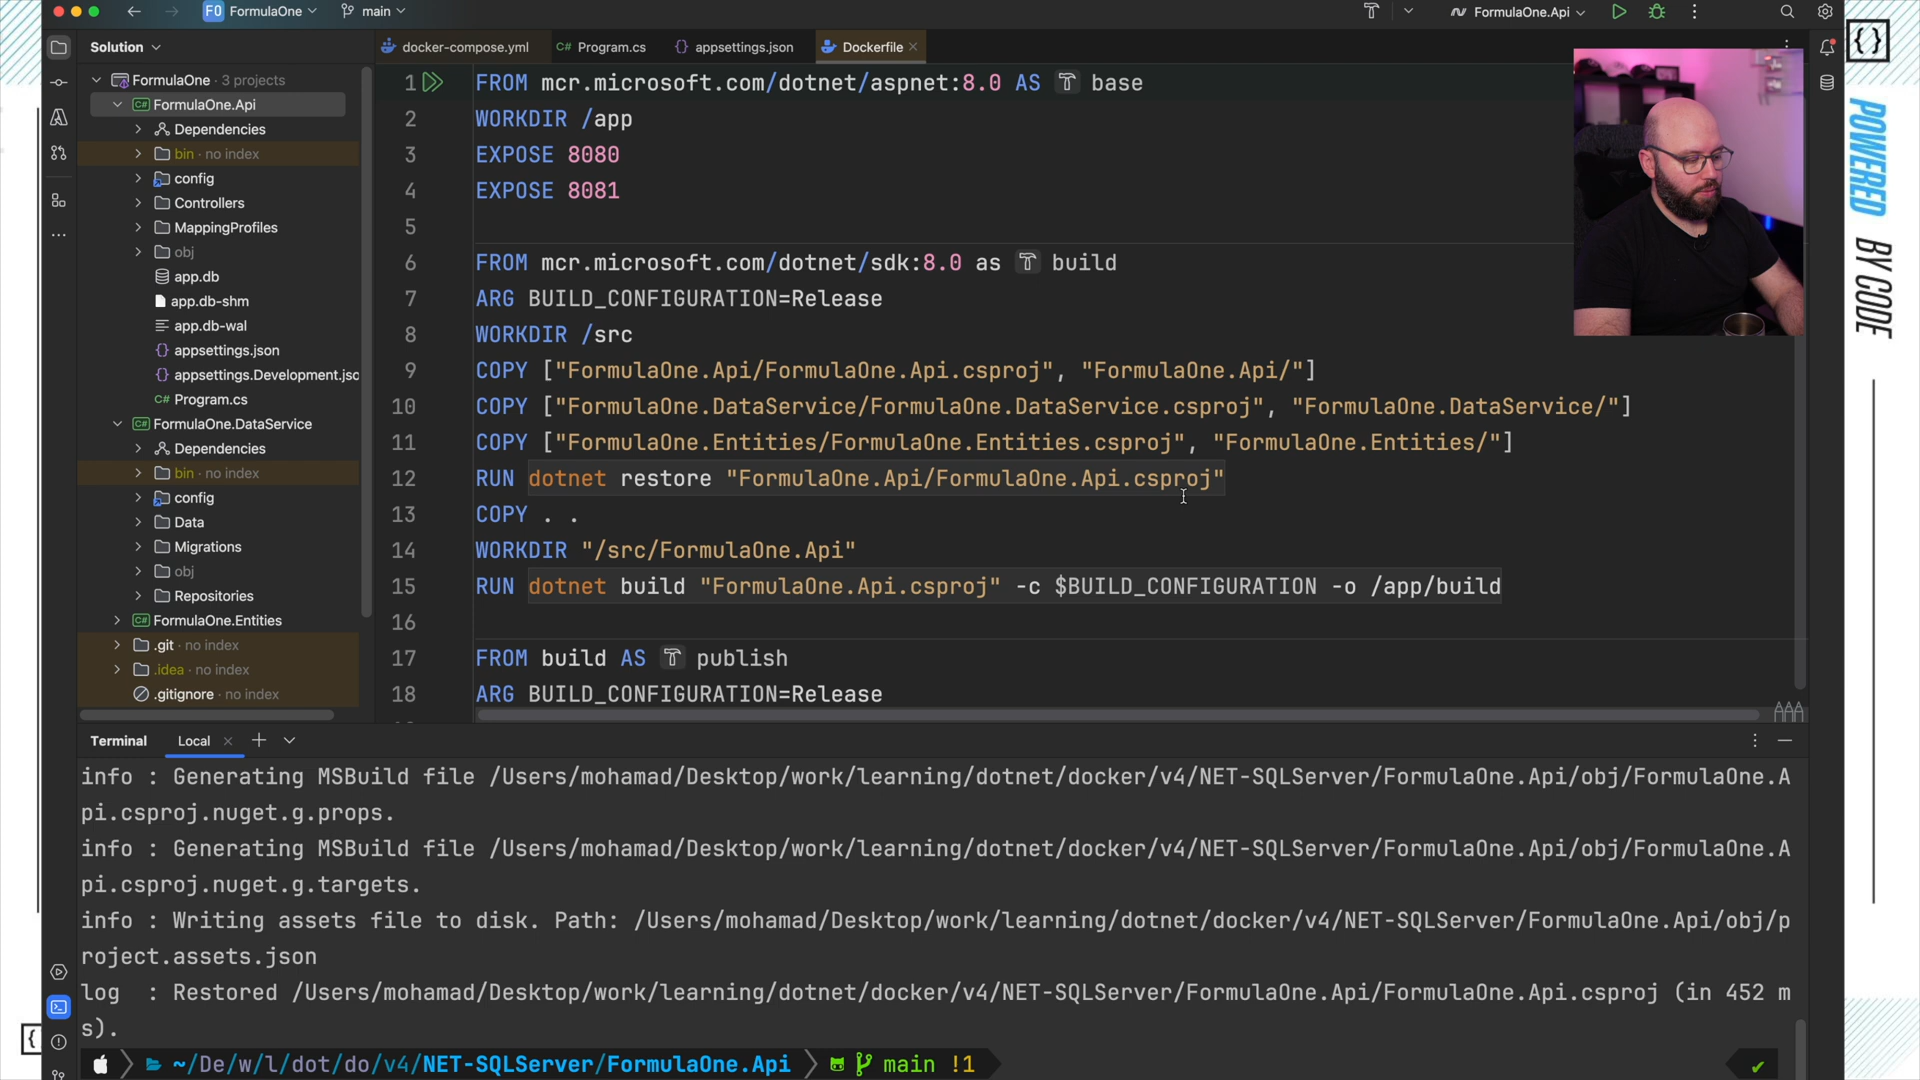 FO FormulaOne main FormulaOne.Api
Solution
docker-compose.yml C# Program.cs {} appsettings.json Dockerfile
FormulaOne · 3 projects
C# FormulaOne.Api
Dependencies
bin · no index
config
Controllers
MappingProfiles
obj
app.db
app.db-shm
app.db-wal
{} appsettings.json
{} appsettings.Development.jso
C# Program.cs
C# FormulaOne.DataService
Dependencies
bin · no index
config
Data
Migrations
obj
Repositories
C# FormulaOne.Entities
.git · no index
.idea · no index
.gitignore · no index
1 FROM mcr.microsoft.com/dotnet/aspnet:8.0 AS base
2 WORKDIR /app
3 EXPOSE 8080
4 EXPOSE 8081
5
6 FROM mcr.microsoft.com/dotnet/sdk:8.0 as build
7 ARG BUILD_CONFIGURATION=Release
8 WORKDIR /src
9 COPY ["FormulaOne.Api/FormulaOne.Api.csproj", "FormulaOne.Api/"]
10 COPY ["FormulaOne.DataService/FormulaOne.DataService.csproj", "FormulaOne.DataService/"]
11 COPY ["FormulaOne.Entities/FormulaOne.Entities.csproj", "FormulaOne.Entities/"]
12 RUN dotnet restore "FormulaOne.Api/FormulaOne.Api.csproj"
13 COPY . .
14 WORKDIR "/src/FormulaOne.Api"
15 RUN dotnet build "FormulaOne.Api.csproj" -c $BUILD_CONFIGURATION -o /app/build
16
17 FROM build AS publish
18 ARG BUILD_CONFIGURATION=Release
Terminal Local
info : Generating MSBuild file /Users/mohamad/Desktop/work/learning/dotnet/docker/v4/NET-SQLServer/FormulaOne.Api/obj/FormulaOne.A
pi.csproj.nuget.g.props.
info : Generating MSBuild file /Users/mohamad/Desktop/work/learning/dotnet/docker/v4/NET-SQLServer/FormulaOne.Api/obj/FormulaOne.A
pi.csproj.nuget.g.targets.
info : Writing assets file to disk. Path: /Users/mohamad/Desktop/work/learning/dotnet/docker/v4/NET-SQLServer/FormulaOne.Api/obj/p
roject.assets.json
log : Restored /Users/mohamad/Desktop/work/learning/dotnet/docker/v4/NET-SQLServer/FormulaOne.Api/FormulaOne.Api.csproj (in 452 m
s).
~/De/w/l/dot/do/v4/NET-SQLServer/FormulaOne.Api main !1
{}
POWERED BY CODE